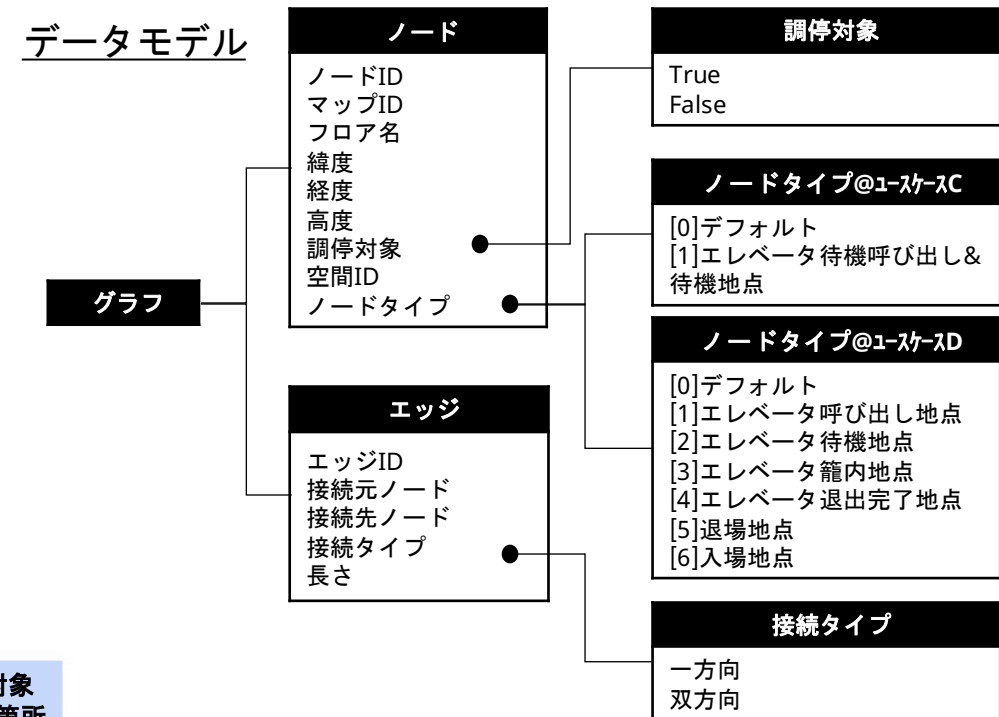 データモデル
グラフ
ノード
ノードID
マップID
フロア名
緯度
経度
高度
調停対象
空間ID
ノードタイプ
エッジ
エッジID
接続元ノード
接続先ノード
接続タイプ
長さ
調停対象
True
False
ノードタイプ@ﾕｰｽｹｰｽC
[0]デフォルト
[1]エレベータ待機呼び出し&
待機地点
ノードタイプ@ﾕｰｽｹｰｽD
[0]デフォルト
[1]エレベータ呼び出し地点
[2]エレベータ待機地点
[3]エレベータ籠内地点
[4]エレベータ退出完了地点
[5]退場地点
[6]入場地点
接続タイプ
一方向
双方向
対象
箇所